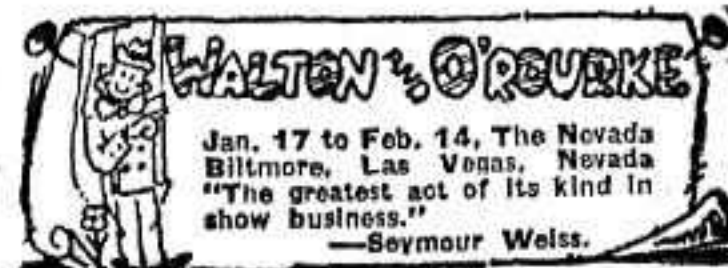 WALTON and O'ROURKE
Jan. 17 to Feb. 14, The Nevada
Biltmore, Las Vegas, Nevada
"The greatest act of its kind in
show business."
—Seymour Weiss.